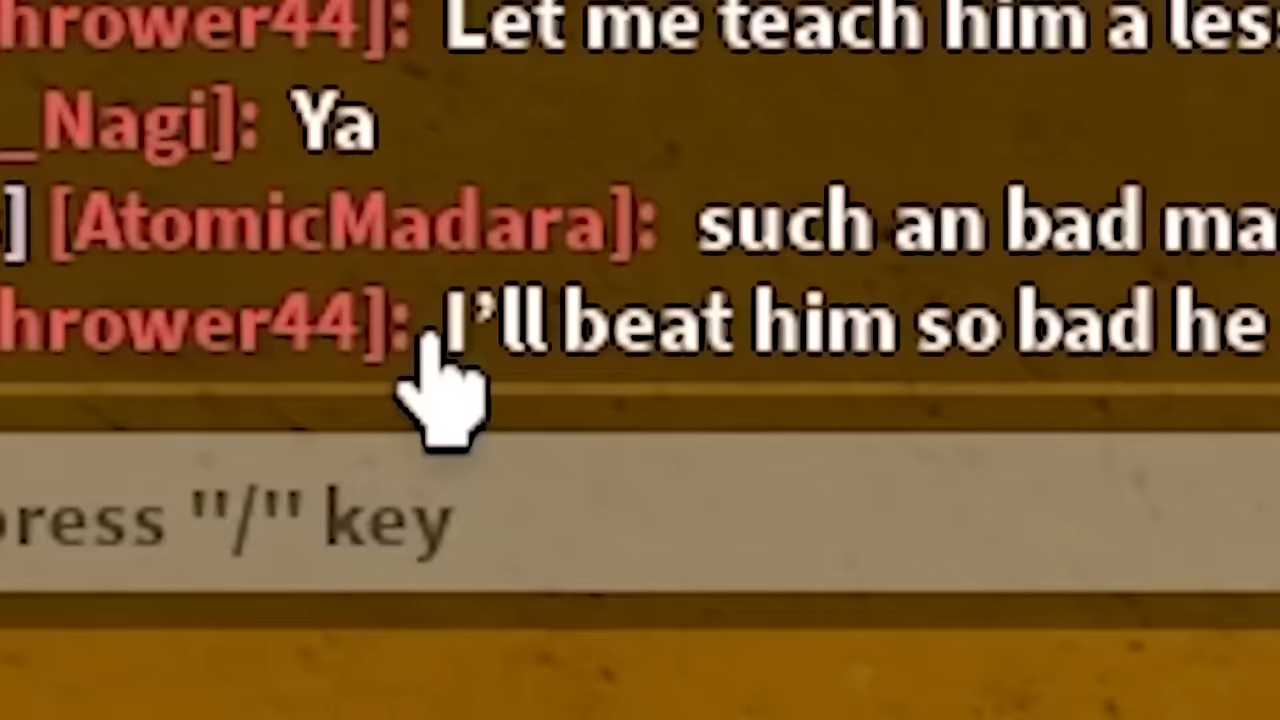 hrower44]: Let me teach him a les
_Nagi]: Ya
] [AtomicMadara]: such an bad ma
hrower44]: I’ll beat him so bad he
press "/" key